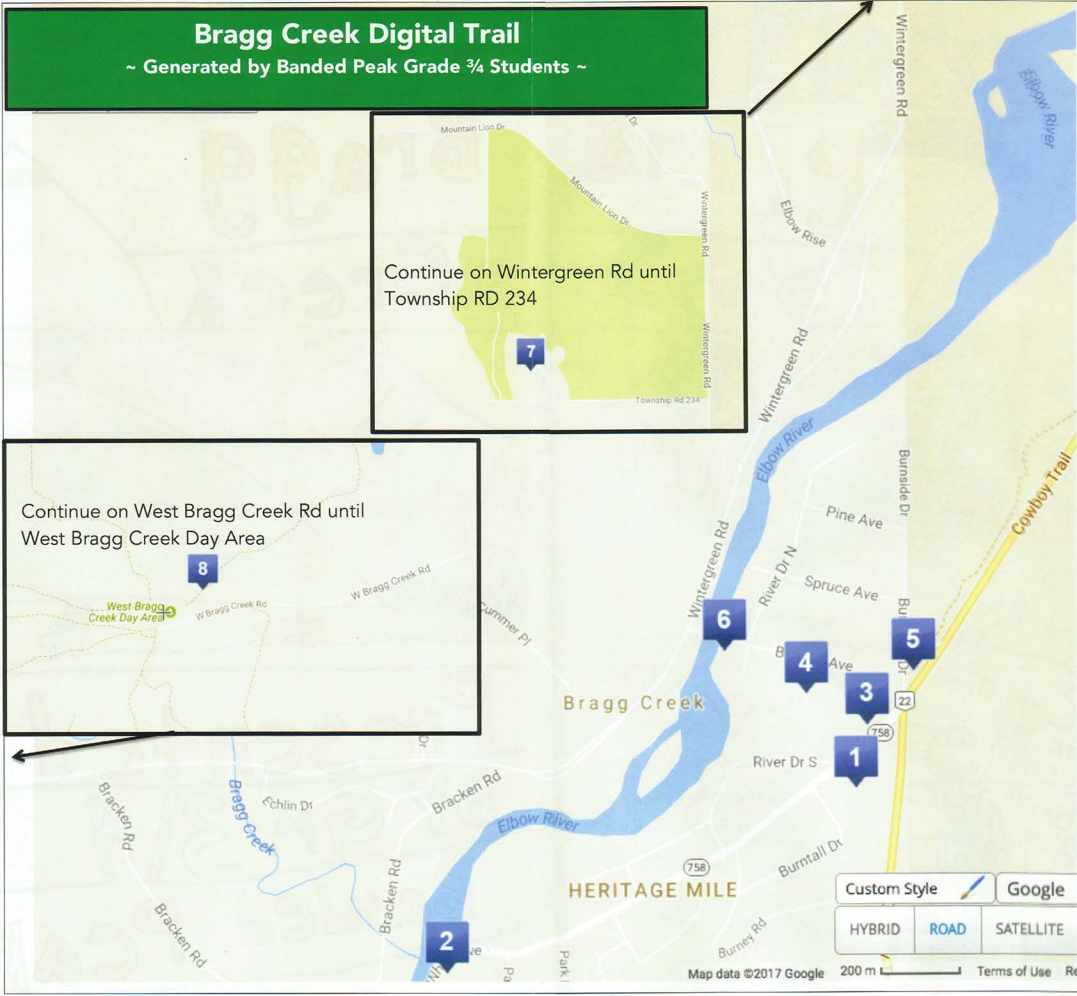 Bragg Creek Digital Trail
~ Generated by Banded Peak Grade ¾ Students ~
Wintergreen Rd
Elbow River
Mountain Lion Dr
Dr
Mountain Lion Dr
Wintergreen Rd
Elbow Rise
Continue on Wintergreen Rd until
Township RD 234
7
Wintergreen Rd
Township Rd 234
Wintergreen Rd
Elbow River
Burnside Dr
Cowboy Trail
Pine Ave
Continue on West Bragg Creek Rd until
West Bragg Creek Day Area
8
W Bragg Creek Rd
West Bragg
Creek Day Area
W Bragg Creek Rd
Wintergreen Rd
River Dr N
Spruce Ave
6
5
4
Ave
Dr
3
Bragg Creek
22
758
1
River Dr S
Dr
Bragg Creek
Echlin Dr
Bracken Rd
Bracken Rd
Elbow River
Burntall Dr
758
HERITAGE MILE
Custom Style
Google
Bracken Rd
Bracken Rd
2
Burney Rd
HYBRID
ROAD
SATELLITE
Map data ©2017 Google
200 m
Terms of Use